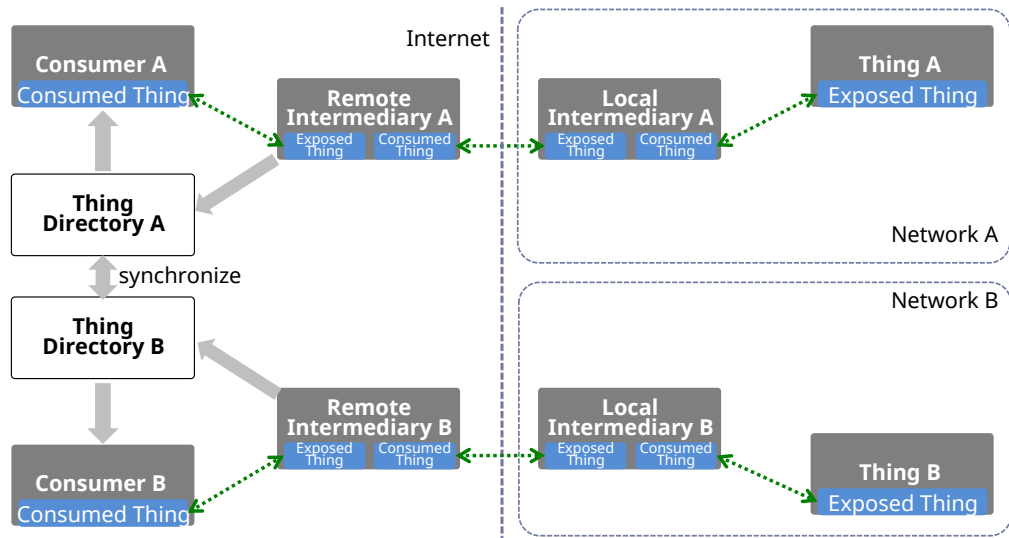 Internet
Consumer A
Consumed Thing
Remote
Intermediary A
Exposed
Thing
Consumed
Thing
Local
Intermediary A
Exposed
Thing
Consumed
Thing
Thing A
Exposed Thing
Thing
Directory A
Network A
synchronize
Network B
Thing
Directory B
Remote
Intermediary B
Exposed
Thing
Consumed
Thing
Local
Intermediary B
Exposed
Thing
Consumed
Thing
Consumer B
Consumed Thing
Thing B
Exposed Thing